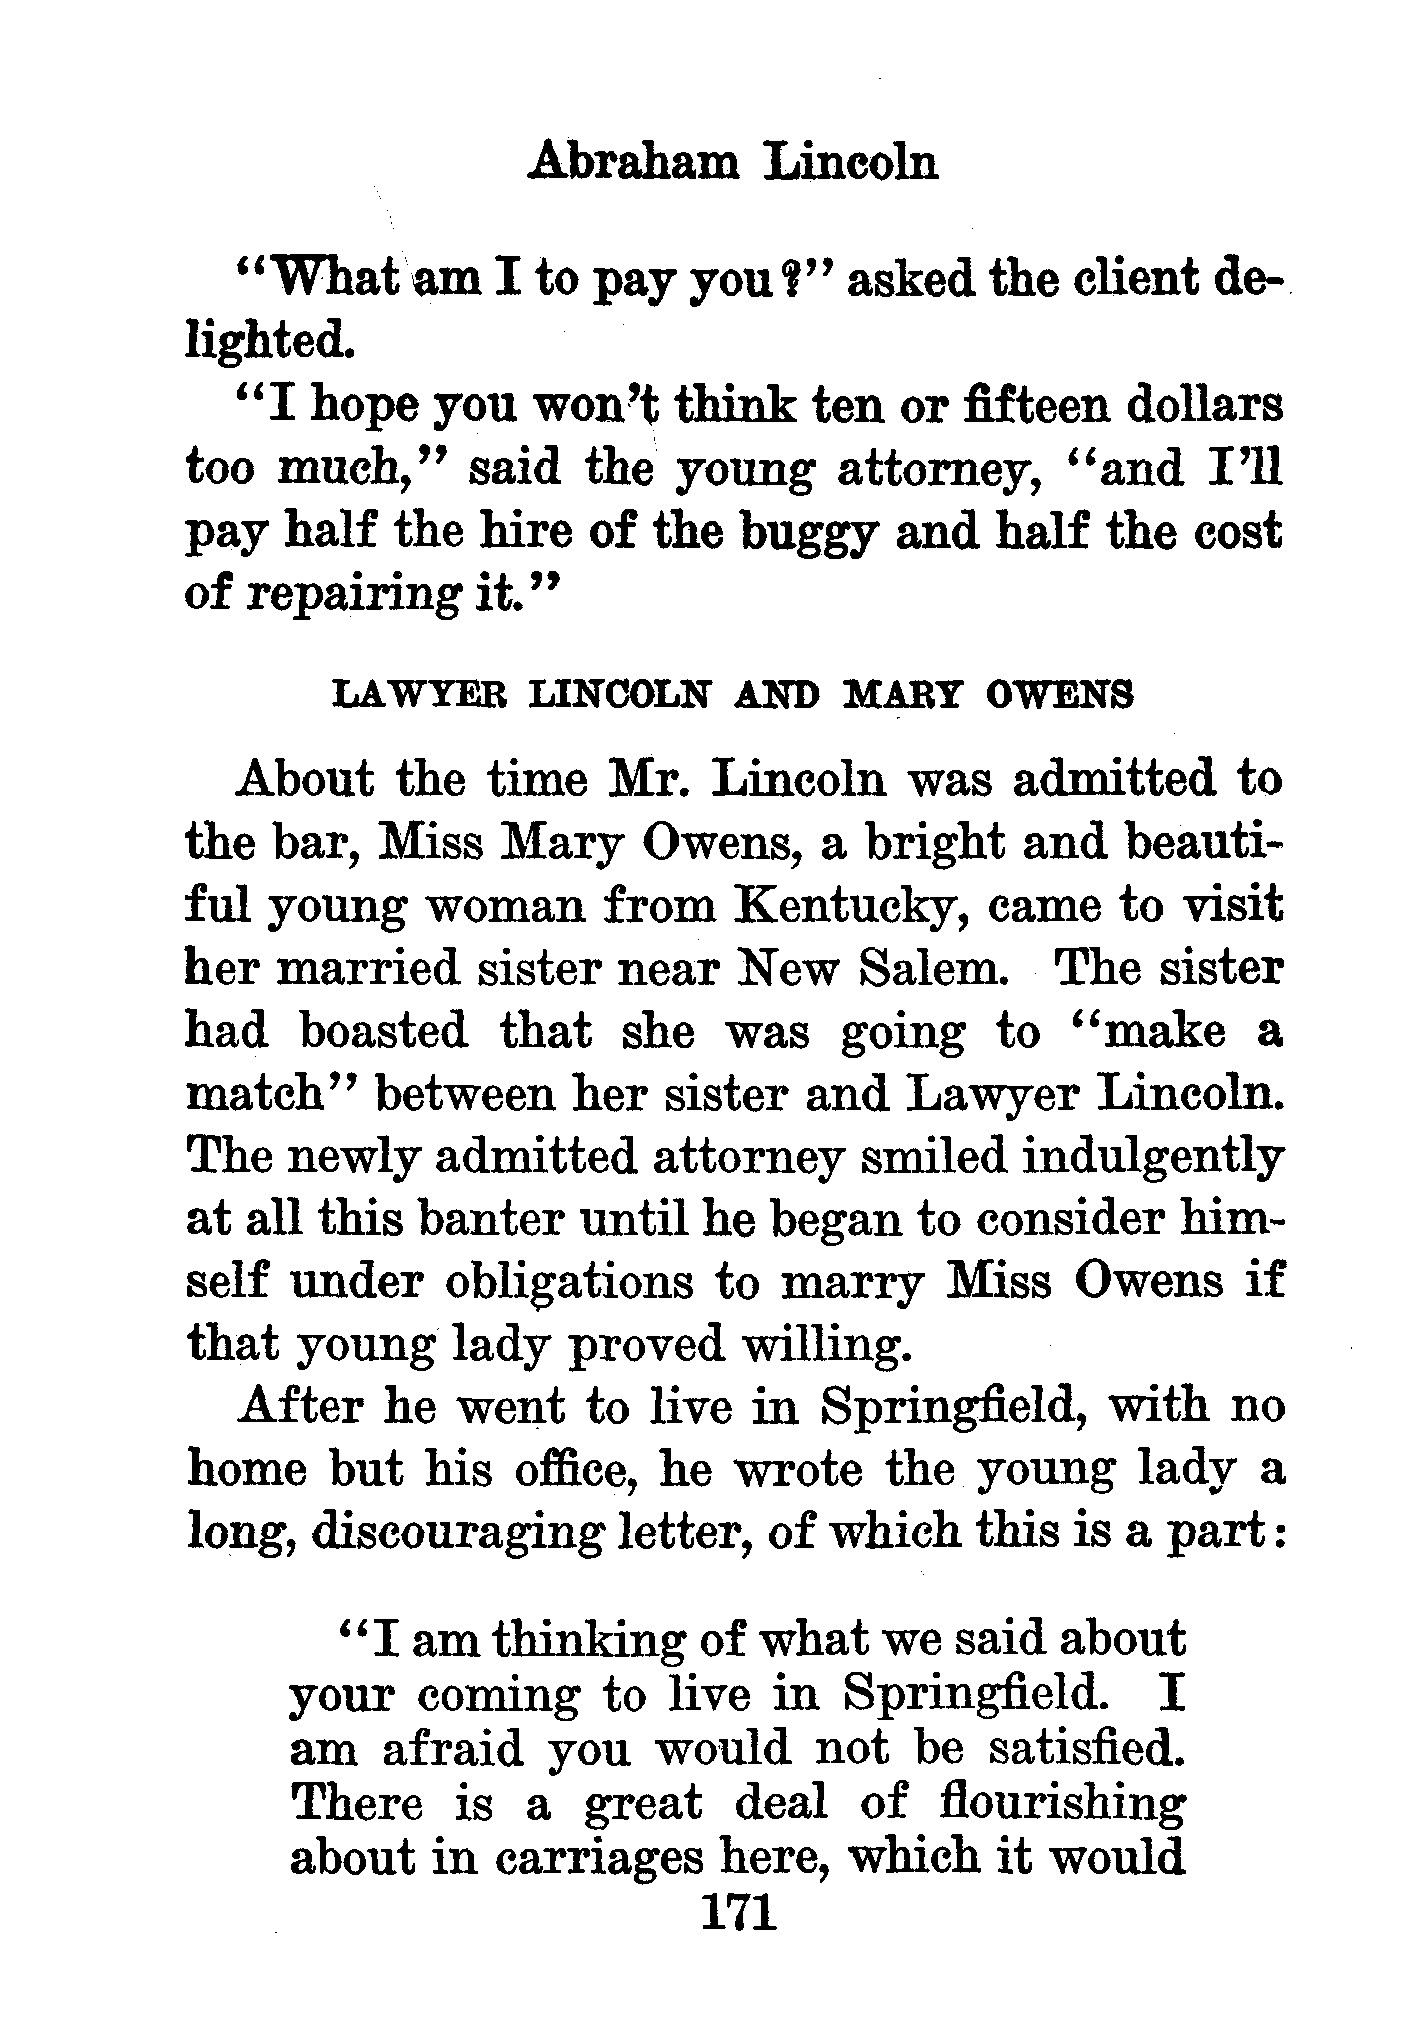 Abraham Lincoln
"What am I to pay you?" asked the client de-
lighted.
"I hope you won't think ten or fifteen dollars
too much," said the young attorney, "and I'll
pay half the hire of the buggy and half the cost
of repairing it."
LAWYER LINCOLN AND MARY OWENS
About the time Mr. Lincoln was admitted to
the bar, Miss Mary Owens, a bright and beauti-
ful young woman from Kentucky, came to visit
her married sister near New Salem. The sister
had boasted that she was going to "make a
match" between her sister and Lawyer Lincoln.
The newly admitted attorney smiled indulgently
at all this banter until he began to consider him-
self under obligations to marry Miss Owens if
that young lady proved willing.
After he went to live in Springfield, with no
home but his office, he wrote the young lady a
long, discouraging letter, of which this is a part:
"I am thinking of what we said about
your coming to live in Springfield. I
am afraid you would not be satisfied.
There is a great deal of flourishing
about in carriages here, which it would
171